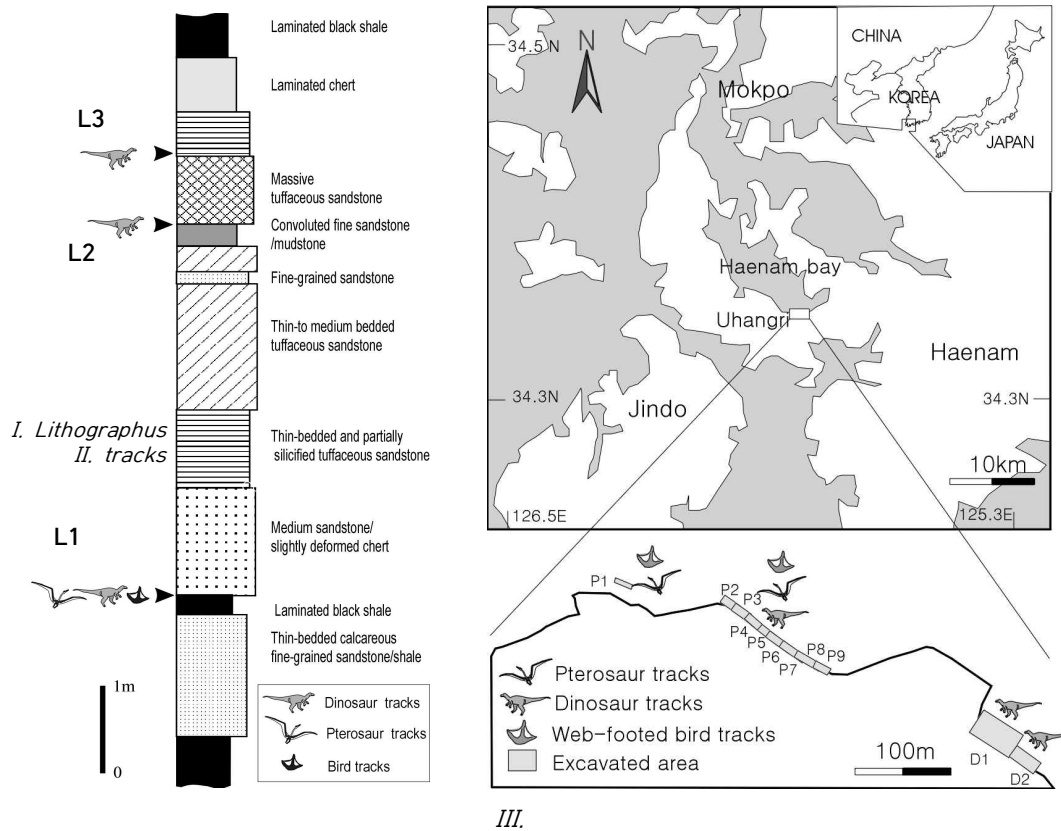 Laminated black shale
Laminated chert
L3
Massive
tuffaceous sandstone
Convoluted fine sandstone
/mudstone
L2
Fine-grained sandstone
Thin-to medium bedded
tuffaceous sandstone
I. Lithographus
II. tracks
Thin-bedded and partially
silicified tuffaceous sandstone
L1
Medium sandstone/
slightly deformed chert
Laminated black shale
Thin-bedded calcareous
fine-grained sandstone/shale
1m
0
Dinosaur tracks
Pterosaur tracks
Bird tracks
34.5 N
N
Mokpo
CHINA
KOREA
JAPAN
Haenam bay
Uhangri
Haenam
34.3N
34.3N
Jindo
10km
126.5E
125.3E
P1
P2
P3
P4
P5
P6
P7
P8
P9
D1
D2
Pterosaur tracks
Dinosaur tracks
Web-footed bird tracks
Excavated area
100m
III.